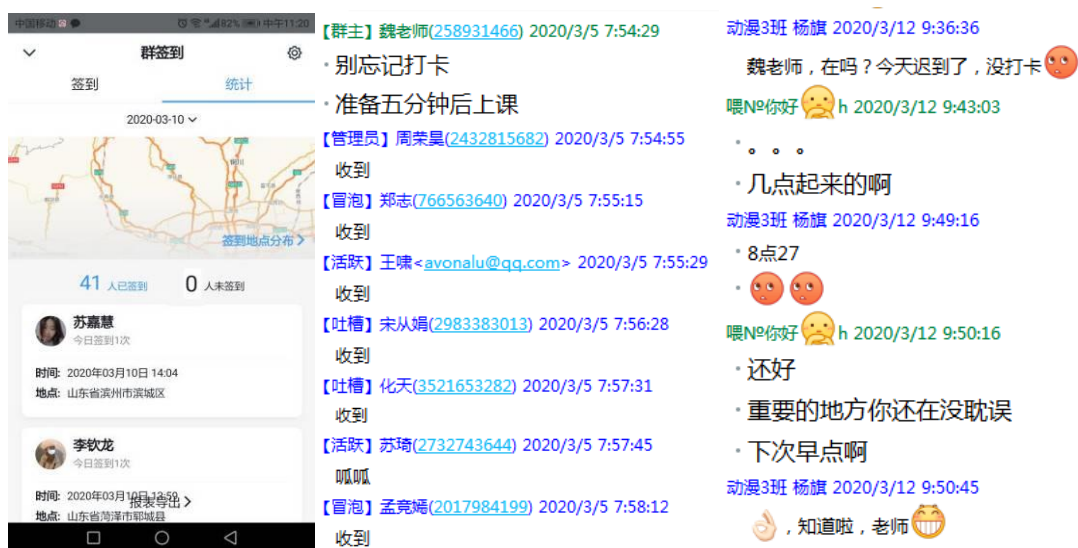 中国移动 82% 中午11:20
群签到
签到 统计
2020-03-10
签到地点分布
41 人已签到 0 人未签到
苏嘉慧
今日签到1次
时间: 2020年03月10日 14:04
地点: 山东省滨州市滨城区
李钦龙
今日签到1次
时间: 2020年03月10日 13:59
报表导出
地点: 山东省菏泽市郓城县
【群主】魏老师(258931466) 2020/3/5 7:54:29
别忘记打卡
准备五分钟后上课
【管理员】周荣昊(2432815682) 2020/3/5 7:54:55
收到
【冒泡】郑志(766563640) 2020/3/5 7:55:15
收到
【活跃】王啸<avonalu@qq.com> 2020/3/5 7:55:29
收到
【吐槽】宋从娟(2983383013) 2020/3/5 7:56:28
收到
【吐槽】化天(3521653282) 2020/3/5 7:57:31
收到
【活跃】苏琦(2732743644) 2020/3/5 7:57:45
呱呱
【冒泡】孟竞嫣(2017984199) 2020/3/5 7:58:12
收到
动漫3班 杨旗 2020/3/12 9:36:36
魏老师，在吗？今天迟到了，没打卡
喂№你好 h 2020/3/12 9:43:03
。。。
几点起来的啊
动漫3班 杨旗 2020/3/12 9:49:16
8点27
喂№你好 h 2020/3/12 9:50:16
还好
重要的地方你还在没耽误
下次早点啊
动漫3班 杨旗 2020/3/12 9:50:45
，知道啦，老师